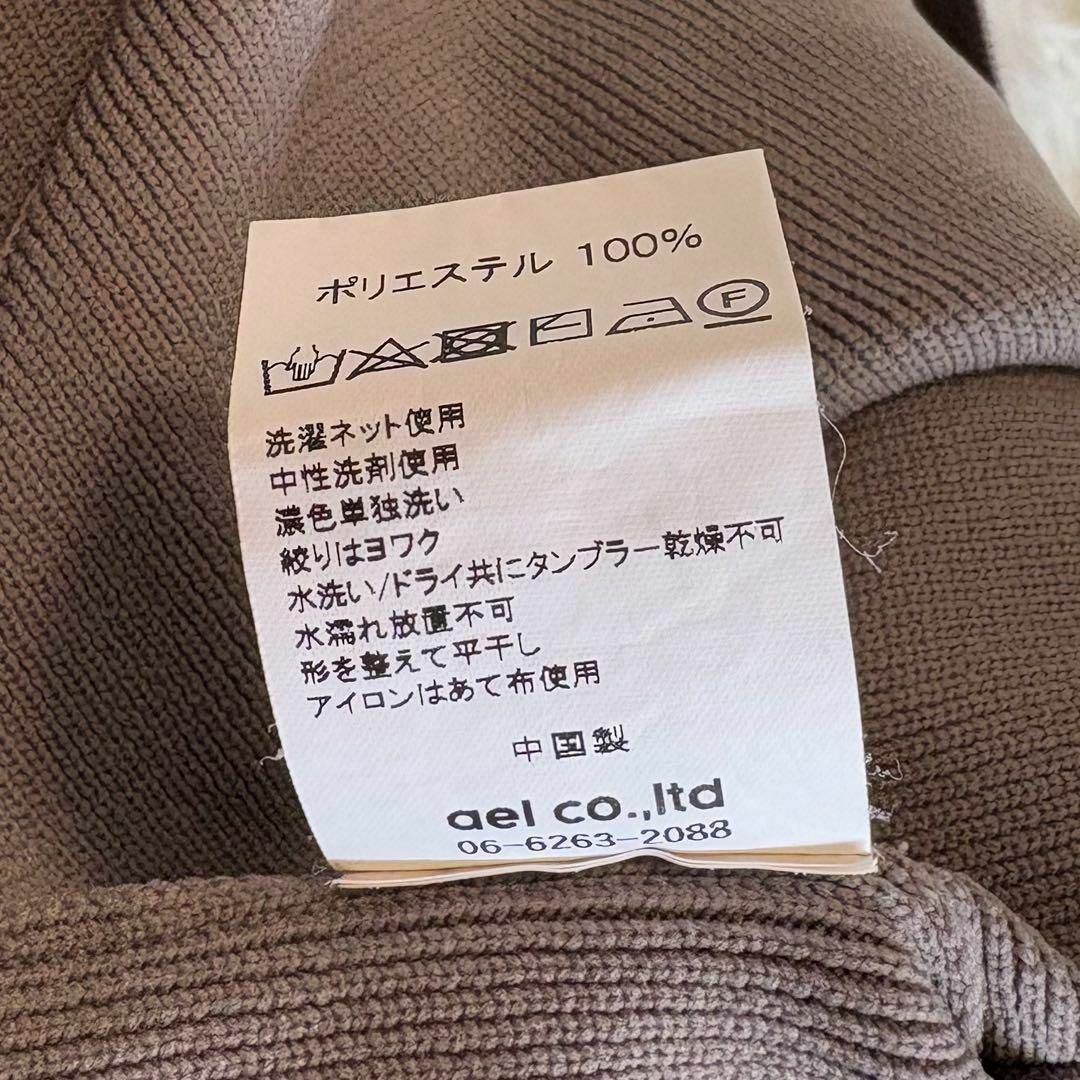 ポリエステル 100%
F
洗濯ネット使用
中性洗剤使用
濃色単独洗い
絞りはヨワク
水洗い/ドライ共にタンブラー乾燥不可
水濡れ放置不可
形を整えて平干し
アイロンはあて布使用
中国製
ael co.,ltd
06-6263-2088